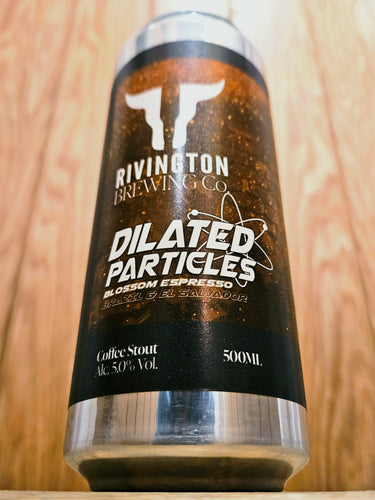 RIVINGTON
BREWING Co.
DILATED
PARTICLES
BLOSSOM ESPRESSO
BRAZIL & EL SALVADOR
Coffee Stout
Alc. 5.0% Vol.
500ML